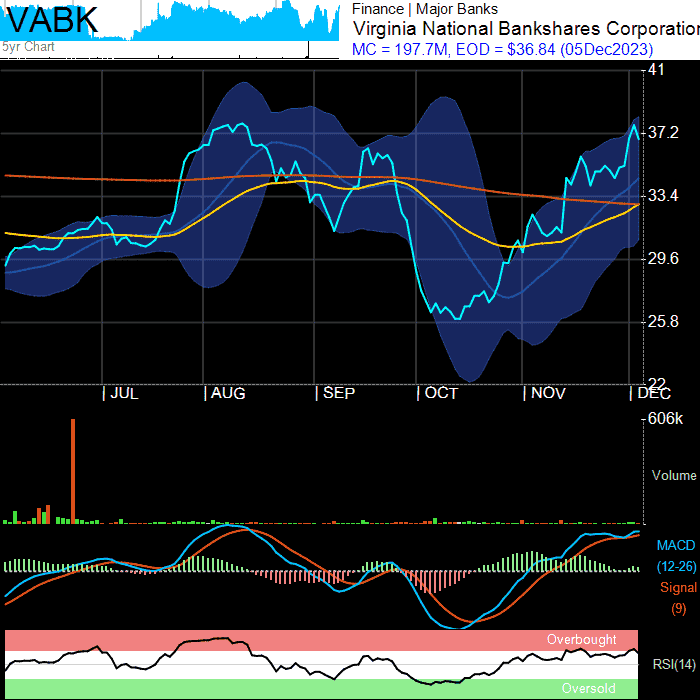 VABK
5yr Chart
Finance | Major Banks
Virginia National Bankshares Corporation
MC = 197.7M, EOD = $36.84 (05Dec2023)
41
37.2
33.4
29.6
25.8
22
JUL
AUG
SEP
OCT
NOV
DEC
606k
Volume
MACD
(12-26)
Signal
(9)
Overbought
RSI(14)
Oversold